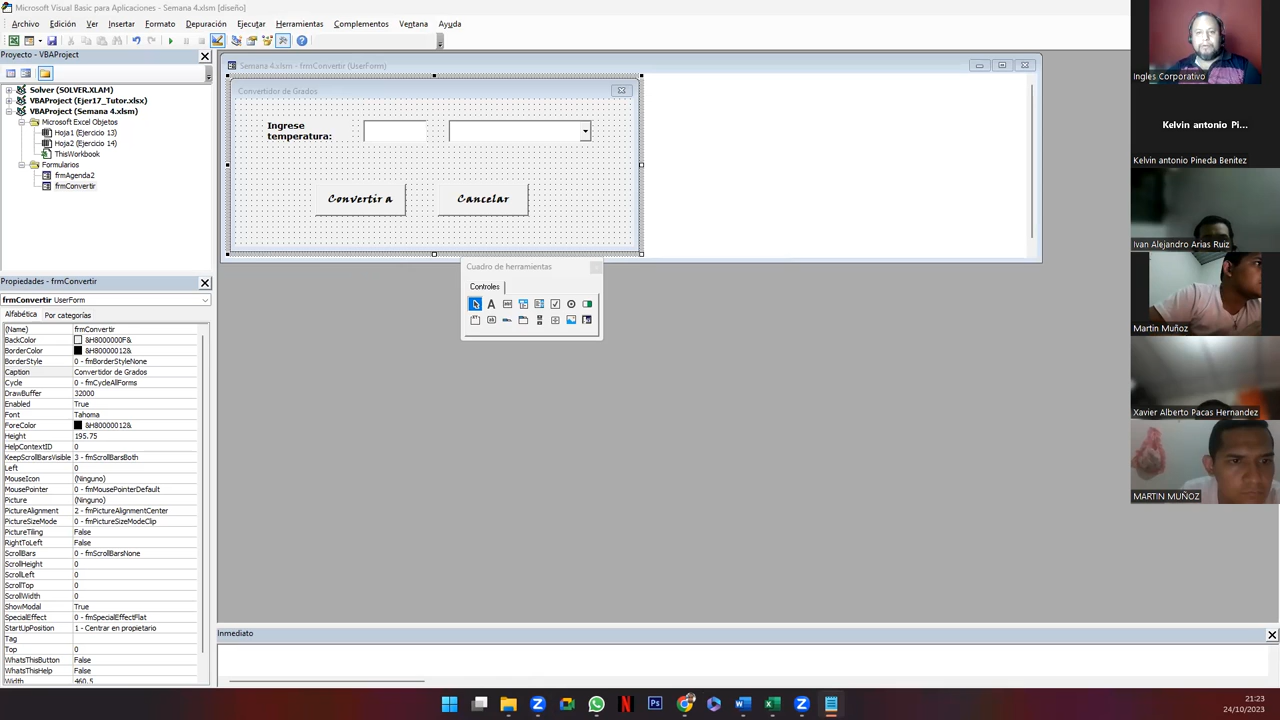 Microsoft Visual Basic para Aplicaciones - Semana 4.xlsm [diseño]
Archivo Edición Ver Insertar Formato Depuración Ejecutar Herramientas Complementos Ventana Ayuda
Proyecto - VBAProject
Solver (SOLVER.XLAM)
VBAProject (Ejer17_Tutor.xlsx)
VBAProject (Semana 4.xlsm)
Microsoft Excel Objetos
Hoja1 (Ejercicio 13)
Hoja2 (Ejercicio 14)
ThisWorkbook
Formularios
frmAgenda2
frmConvertir
Semana 4.xlsm - frmConvertir (UserForm)
Convertidor de Grados
Ingrese
temperatura:
Convertir a
Cancelar
Cuadro de herramientas
Controles
Propiedades - frmConvertir
frmConvertir UserForm
Alfabética Por categorías
(Name) frmConvertir
BackColor &H8000000F&
BorderColor &H80000012&
BorderStyle 0 - fmBorderStyleNone
Caption Convertidor de Grados
Cycle 0 - fmCycleAllForms
DrawBuffer 32000
Enabled True
Font Tahoma
ForeColor &H80000012&
Height 195.75
HelpContextID 0
KeepScrollBarsVisible 3 - fmScrollBarsBoth
Left 0
MouseIcon (Ninguno)
MousePointer 0 - fmMousePointerDefault
Picture (Ninguno)
PictureAlignment 2 - fmPictureAlignmentCenter
PictureSizeMode 0 - fmPictureSizeModeClip
PictureTiling False
RightToLeft False
ScrollBars 0 - fmScrollBarsNone
ScrollHeight 0
ScrollLeft 0
ScrollTop 0
ScrollWidth 0
ShowModal True
SpecialEffect 0 - fmSpecialEffectFlat
StartUpPosition 1 - Centrar en propietario
Tag
Top 0
WhatsThisButton False
WhatsThisHelp False
Width 460.5
Inmediato
Ingles Corporativo
Kelvin antonio Pi...
Kelvin antonio Pineda Benitez
Ivan Alejandro Arias Ruiz
Martin Muñoz
Xavier Alberto Pacas Hernandez
MARTIN MUÑOZ
21:23
24/10/2023